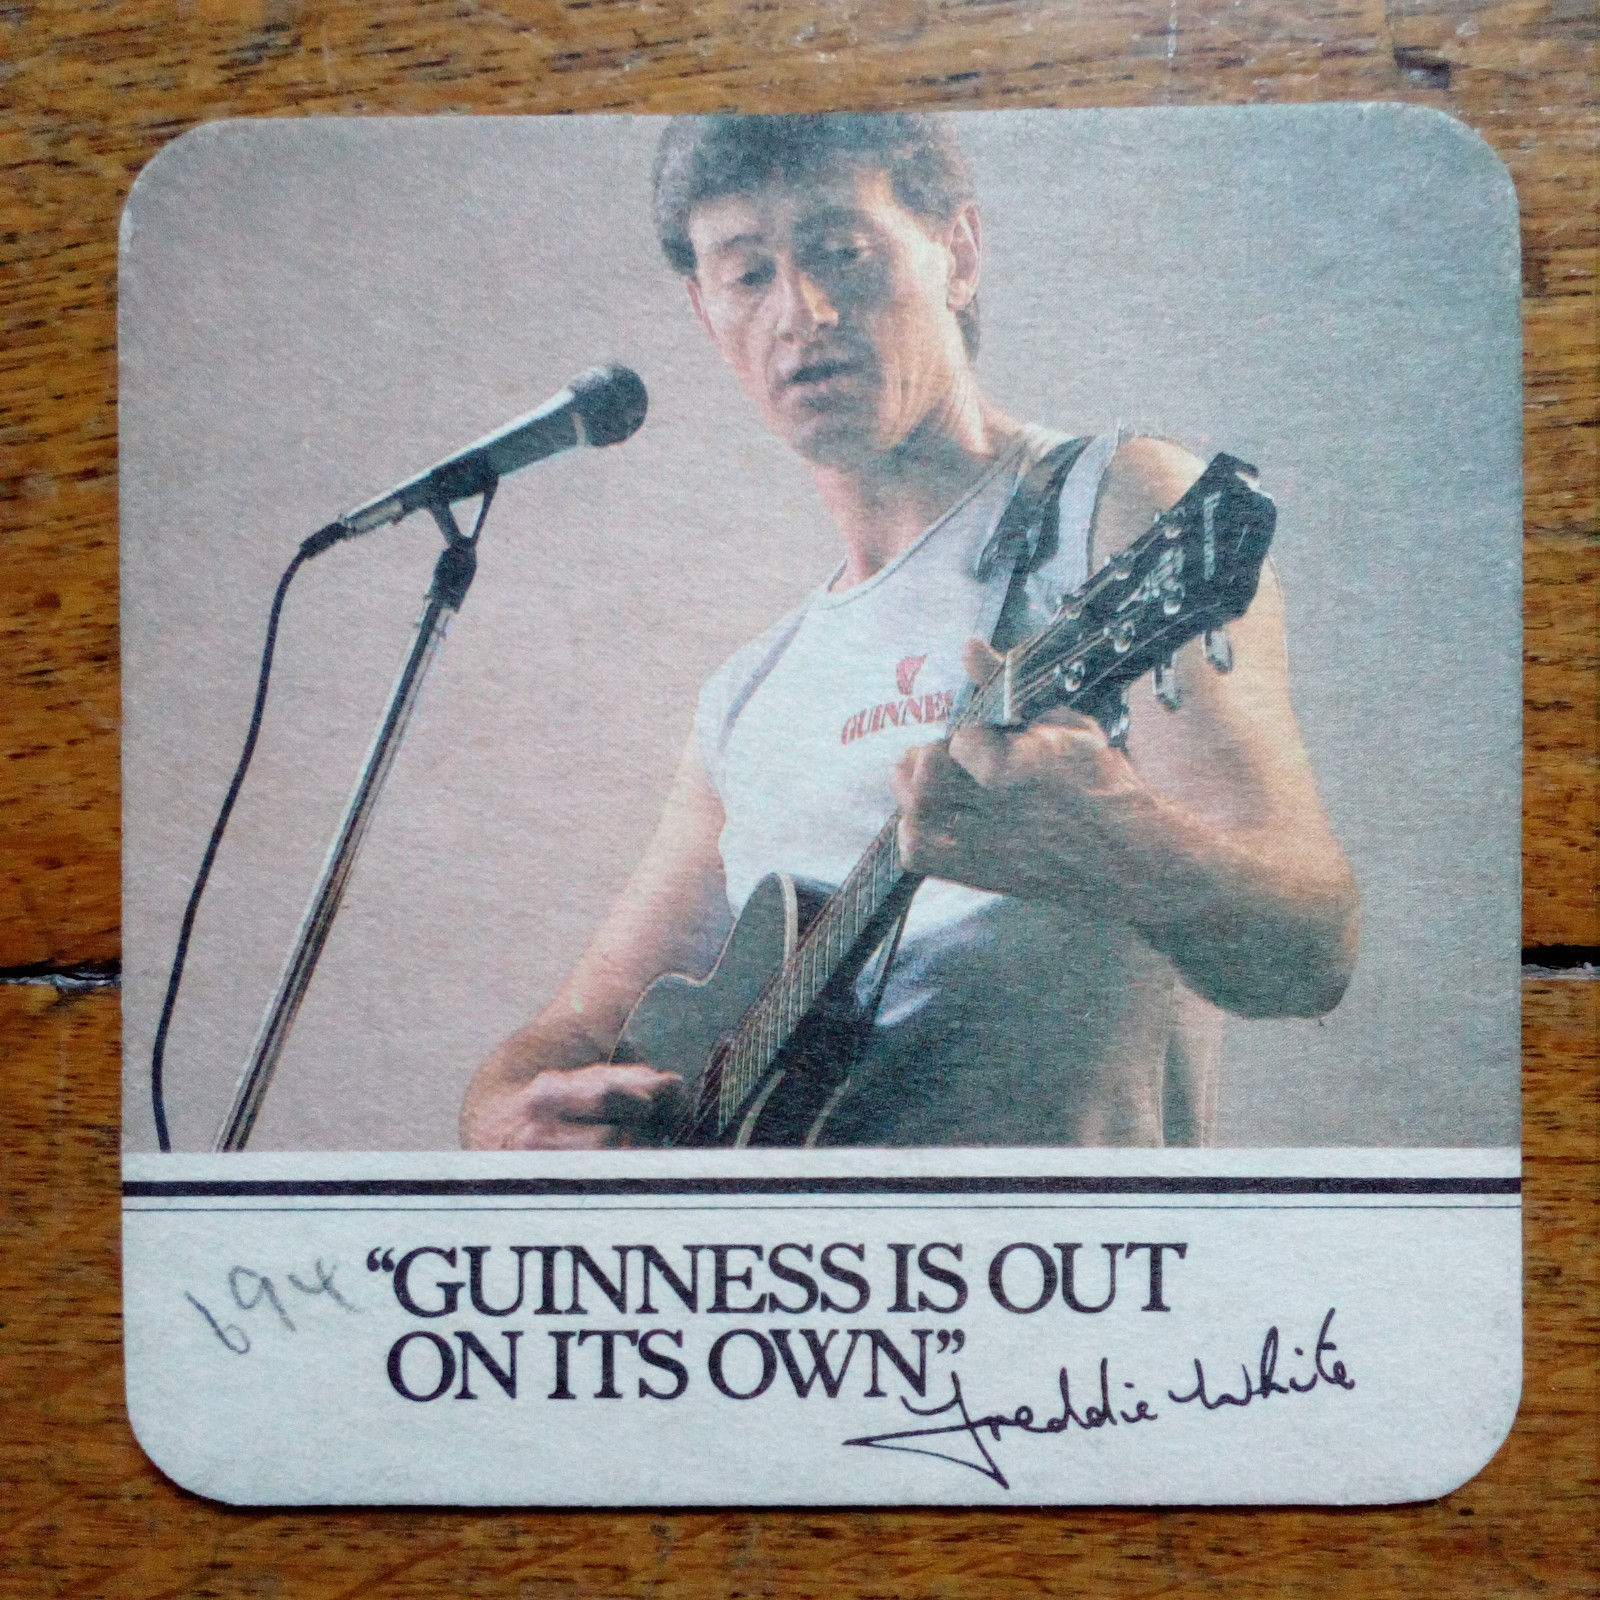 GUINNES
694
“GUINNESS IS OUT
ON ITS OWN”
Freddie White